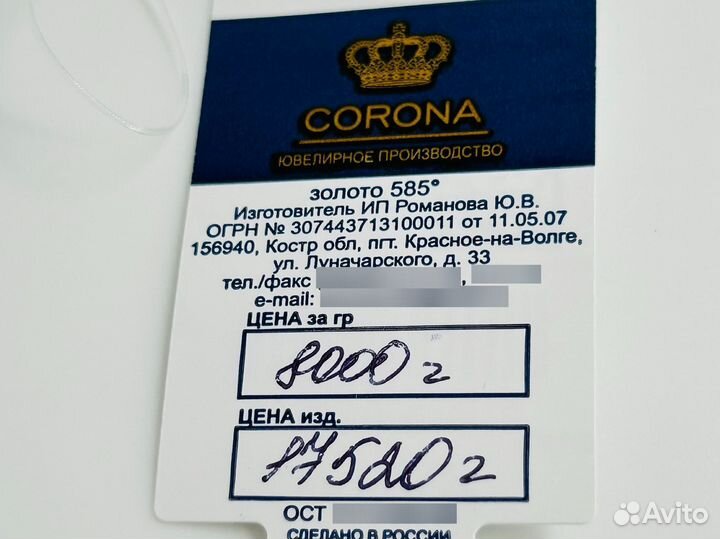 CORONA
ЮВЕЛИРНОЕ ПРОИЗВОДСТВО
золото 585°
Изготовитель ИП Романова Ю.В.
ОГРН № 307443713100011 от 11.05.07
156940, Костр обл, пгт. Красное-на-Волге,
ул. Луначарского, д. 33
тел./факс ,
e-mail:
ЦЕНА за гр
8000 г
ЦЕНА изд.
17520 г
ОСТ
СДЕЛАНО В РОССИИ
Avito